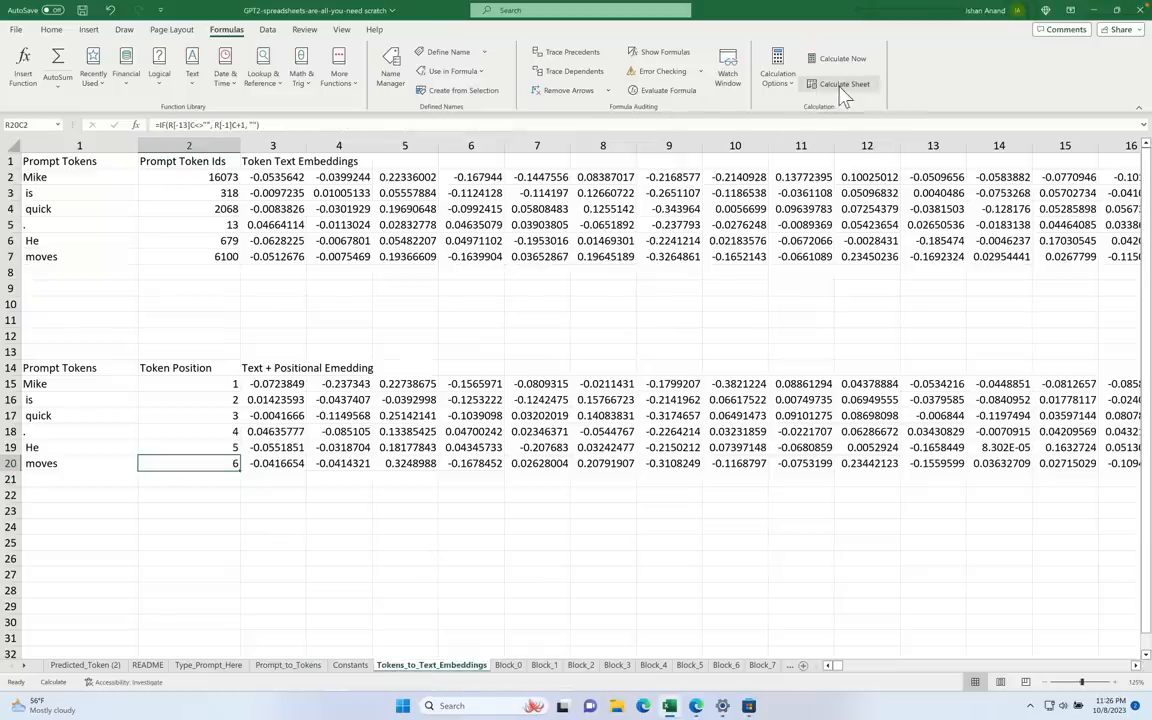 AutoSave Off GPT2-spreadsheets-are-all-you-need scratch Search Ishan Anand IA
File Home Insert Draw Page Layout Formulas Data Review View Help Comments Share
Insert Function AutoSum Recently Used Financial Logical Text Date & Time Lookup & Reference Math & Trig More Functions Name Manager Define Name Use in Formula Create from Selection Trace Precedents Trace Dependents Remove Arrows Show Formulas Error Checking Evaluate Formula Watch Window Calculation Options Calculate Now Calculate Sheet
Function Library Defined Names Formula Auditing Calculation
R20C2 fx =IF(R[-13]C<>"", R[-1]C+1, "")
1 2 3 4 5 6 7 8 9 10 11 12 13 14 15 16
1 Prompt Tokens Prompt Token Ids Token Text Embeddings
2 Mike 16073 -0.0535642 -0.0399244 0.22336002 -0.167944 -0.1447556 0.08387017 -0.2168577 -0.2140928 0.13772395 0.10025012 -0.0509656 -0.0583882 -0.0770946 -0.10
3 is 318 -0.0097235 0.01005133 0.05557884 -0.1124128 -0.114197 0.12660722 -0.2651107 -0.1186538 -0.0361108 0.05096832 0.0040486 -0.0753268 0.05702734 -0.041
4 quick 2068 -0.0083826 -0.0301929 0.19690648 -0.0992415 0.05808483 0.1255142 -0.343964 0.0056699 0.09639783 0.07254379 -0.0381503 -0.128176 0.05285898 0.0567
5 . 13 0.04664114 -0.0113024 0.02832778 0.04635079 0.03903805 -0.0651892 -0.237793 -0.0276248 -0.0089369 0.05423654 0.02650536 -0.0183138 0.04464085 0.0338
6 He 679 -0.0628225 -0.0067801 0.05482207 0.04971102 -0.1953016 0.01469301 -0.2241214 0.02183576 -0.0672066 -0.0028431 -0.185474 -0.0046237 0.17030545 0.042
7 moves 6100 -0.0512676 -0.0075469 0.19366609 -0.1639904 0.03652867 0.19645189 -0.3264861 -0.1652143 -0.0661089 0.23450236 -0.1692324 0.02954441 0.0267799 -0.115
8
9
10
11
12
13
14 Prompt Tokens Token Position Text + Positional Emedding
15 Mike 1 -0.0723849 -0.237343 0.22738675 -0.1565971 -0.0809315 -0.0211431 -0.1799207 -0.3821224 0.08861294 0.04378884 -0.0534216 -0.0448851 -0.0812657 -0.085
16 is 2 0.01423593 -0.0437407 -0.0392998 -0.1253222 -0.1242475 0.15766723 -0.2141962 0.06617522 0.00749785 0.06949555 -0.0379585 -0.0840952 0.01778117 -0.024
17 quick 3 -0.0041666 -0.1149568 0.25142141 -0.1039098 0.03202019 0.14083831 -0.3174657 0.06491473 0.09101275 0.08698098 -0.006844 -0.1197494 0.03597144 0.0807
18 . 4 0.04635777 -0.085105 0.13385425 0.04700242 0.02346371 -0.0544767 -0.2264214 0.03231859 -0.0221707 0.06286672 0.03430829 -0.0070515 0.04209569 0.0432
19 He 5 -0.0551851 -0.0318704 0.18177843 0.04345733 -0.207683 0.03242477 -0.2150212 0.07397148 -0.0680859 0.0052924 -0.1658449 8.302E-05 0.1632724 0.0513
20 moves 6 -0.0416654 -0.0414321 0.3248988 -0.1678452 0.02628004 0.20791907 -0.3108249 -0.1168797 -0.0753199 0.23442123 -0.1559599 0.03632709 0.02715029 -0.109
21
22
23
24
25
26
27
28
29
30
31
32
Predicted_Token (2) README Type_Prompt_Here Prompt_to_Tokens Constants Tokens_to_Text_Embeddings Block_0 Block_1 Block_2 Block_3 Block_4 Block_5 Block_6 Block_7 ...
Ready Calculate Accessibility: Investigate 125%
56°F Search 11:26 PM
Mostly cloudy 10/8/2023